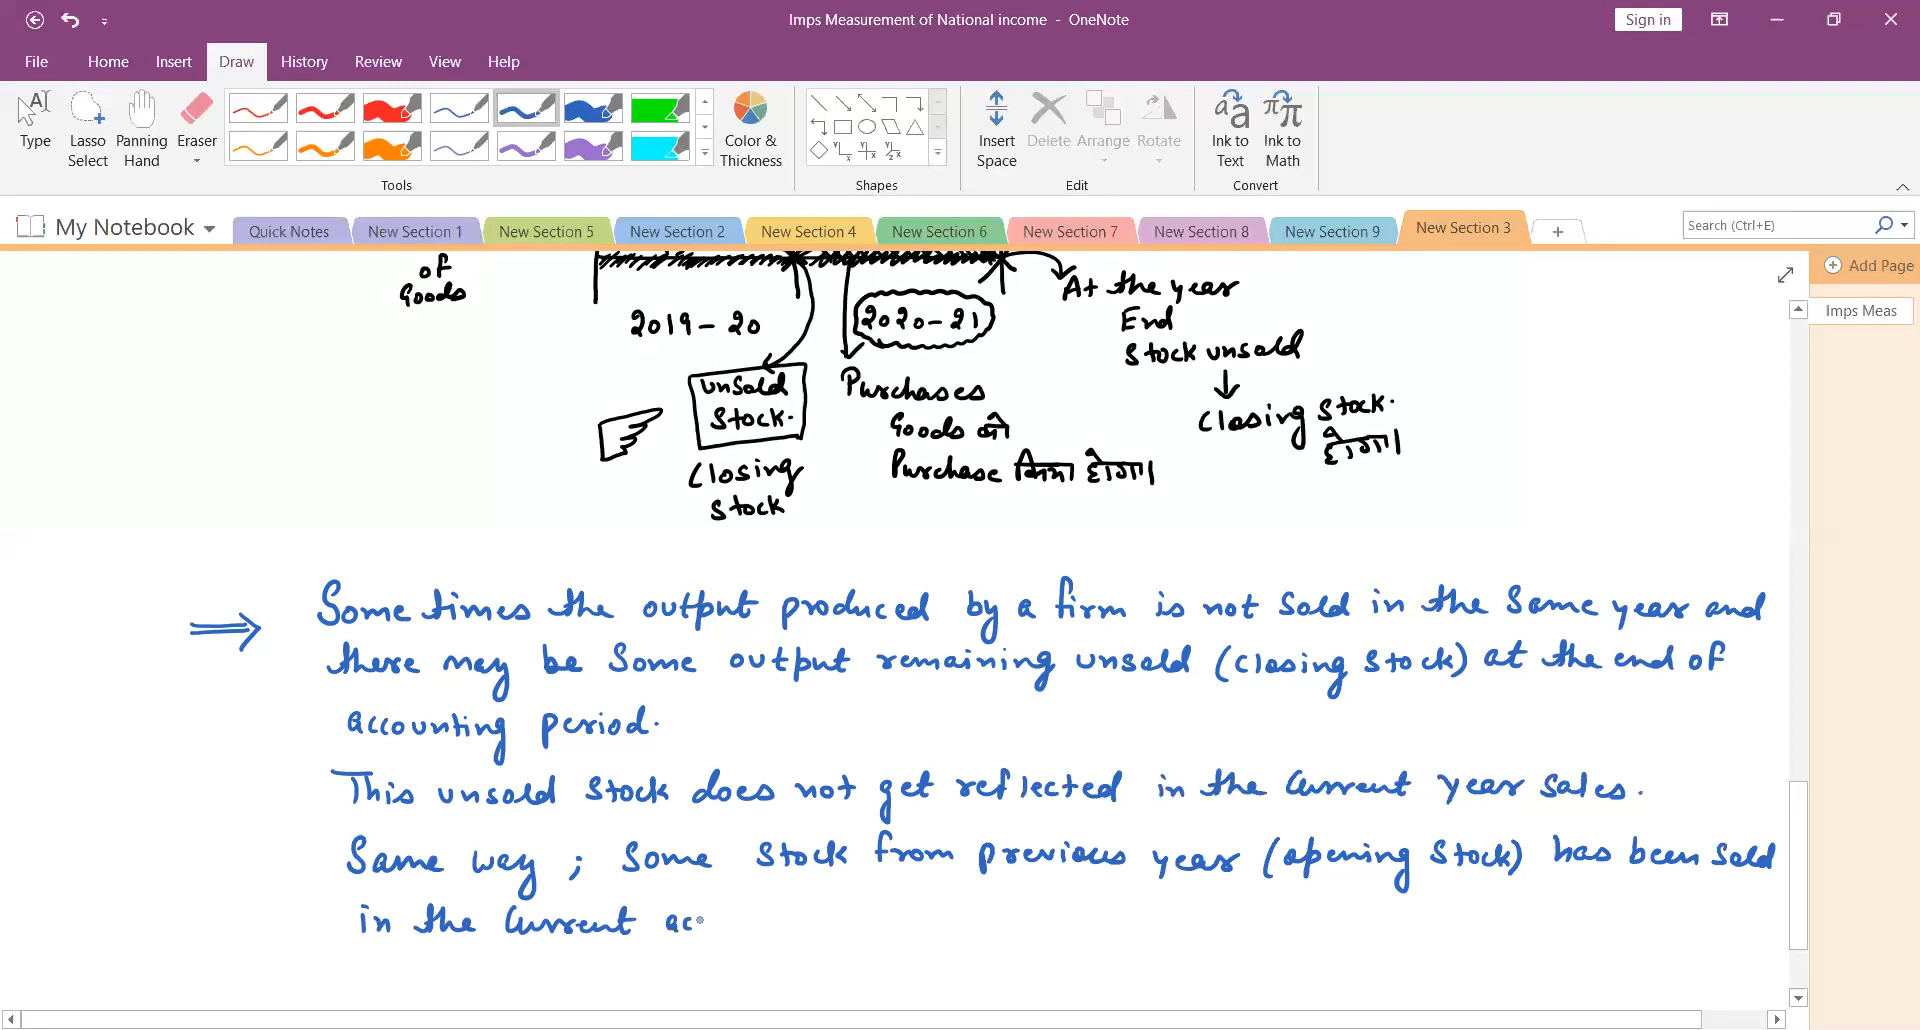 Imps Measurement of National income - OneNote
Sign in
File Home Insert Draw History Review View Help
Type
Lasso Select
Panning Hand
Eraser
Color & Thickness
Insert Space
Delete
Arrange
Rotate
Ink to Text
Ink to Math
Tools Shapes Edit Convert
My Notebook
Quick Notes New Section 1 New Section 5 New Section 2 New Section 4 New Section 6 New Section 7 New Section 8 New Section 9 New Section 3
Search (Ctrl+E)
Add Page
Imps Meas
of
Goods
2019-20
2020-21
At the year
End
Stock unsold
Closing Stock.
होगा
unsold
Stock.
Closing
Stock
Purchases
Goods की
Purchase किया होगा
Some times the output produced by a firm is not sold in the same year and
there may be some output remaining unsold (closing stock) at the end of
accounting period.
This unsold stock does not get reflected in the current year sales.
Same way ; some stock from previous year (opening stock) has been sold
in the current ac